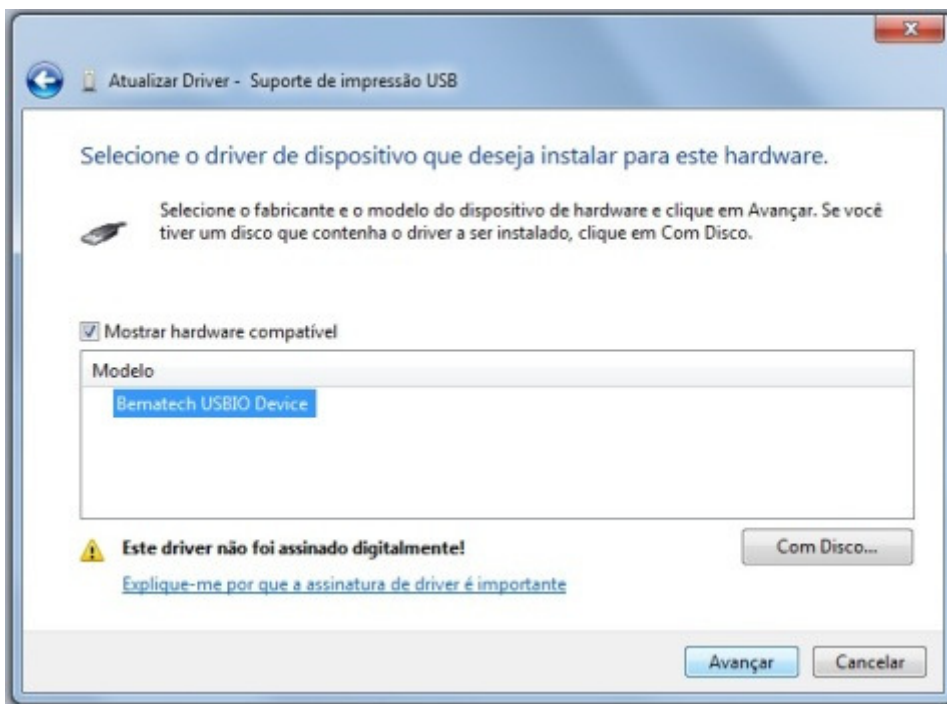 Atualizar Driver - Suporte de impressão USB
Selecione o driver de dispositivo que deseja instalar para este hardware.
Selecione o fabricante e o modelo do dispositivo de hardware e clique em Avançar. Se você
tiver um disco que contenha o driver a ser instalado, clique em Com Disco.
Mostrar hardware compatível
Modelo
Bematech USBIO Device
Este driver não foi assinado digitalmente!
Com Disco...
Explique-me por que a assinatura de driver é importante
Avançar
Cancelar